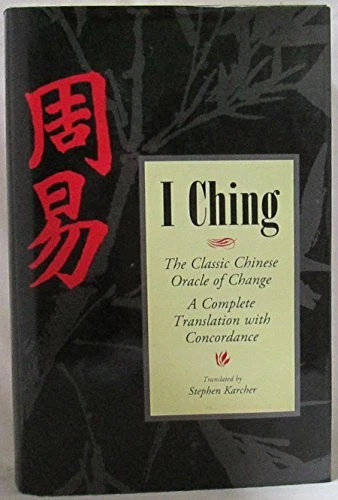 周易
I Ching
The Classic Chinese
Oracle of Change
A Complete
Translation with
Concordance
Translated by
Stephen Karcher